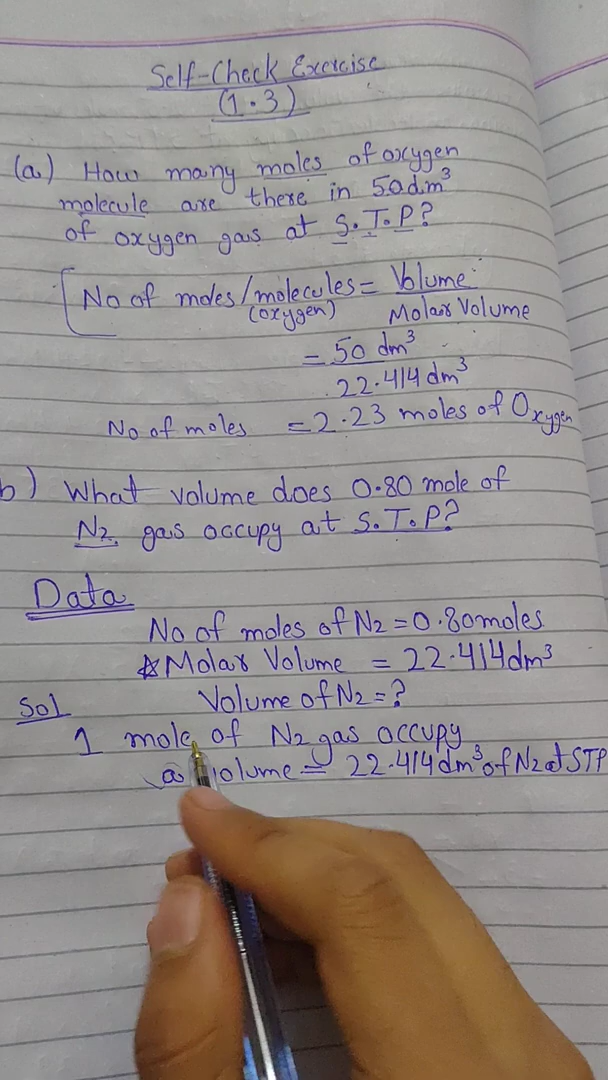 Self-Check Exercise
(1.3)
(a) How many moles of oxygen
molecule are there in 50dm³
of oxygen gas at S.T.P?
No of moles/molecules = Volume
(oxygen) Molar Volume
= 50 dm³
22.414 dm³
No of moles = 2.23 moles of Oxygen
b) What volume does 0.80 mole of
N₂ gas occupy at S.T.P?
Data
No of moles of N₂ = 0.80moles
Molar Volume = 22.414dm³
Volume of N₂ = ?
Sol
1 mole of N₂ gas occupy
a volume = 22.414dm³ of N₂ at STP